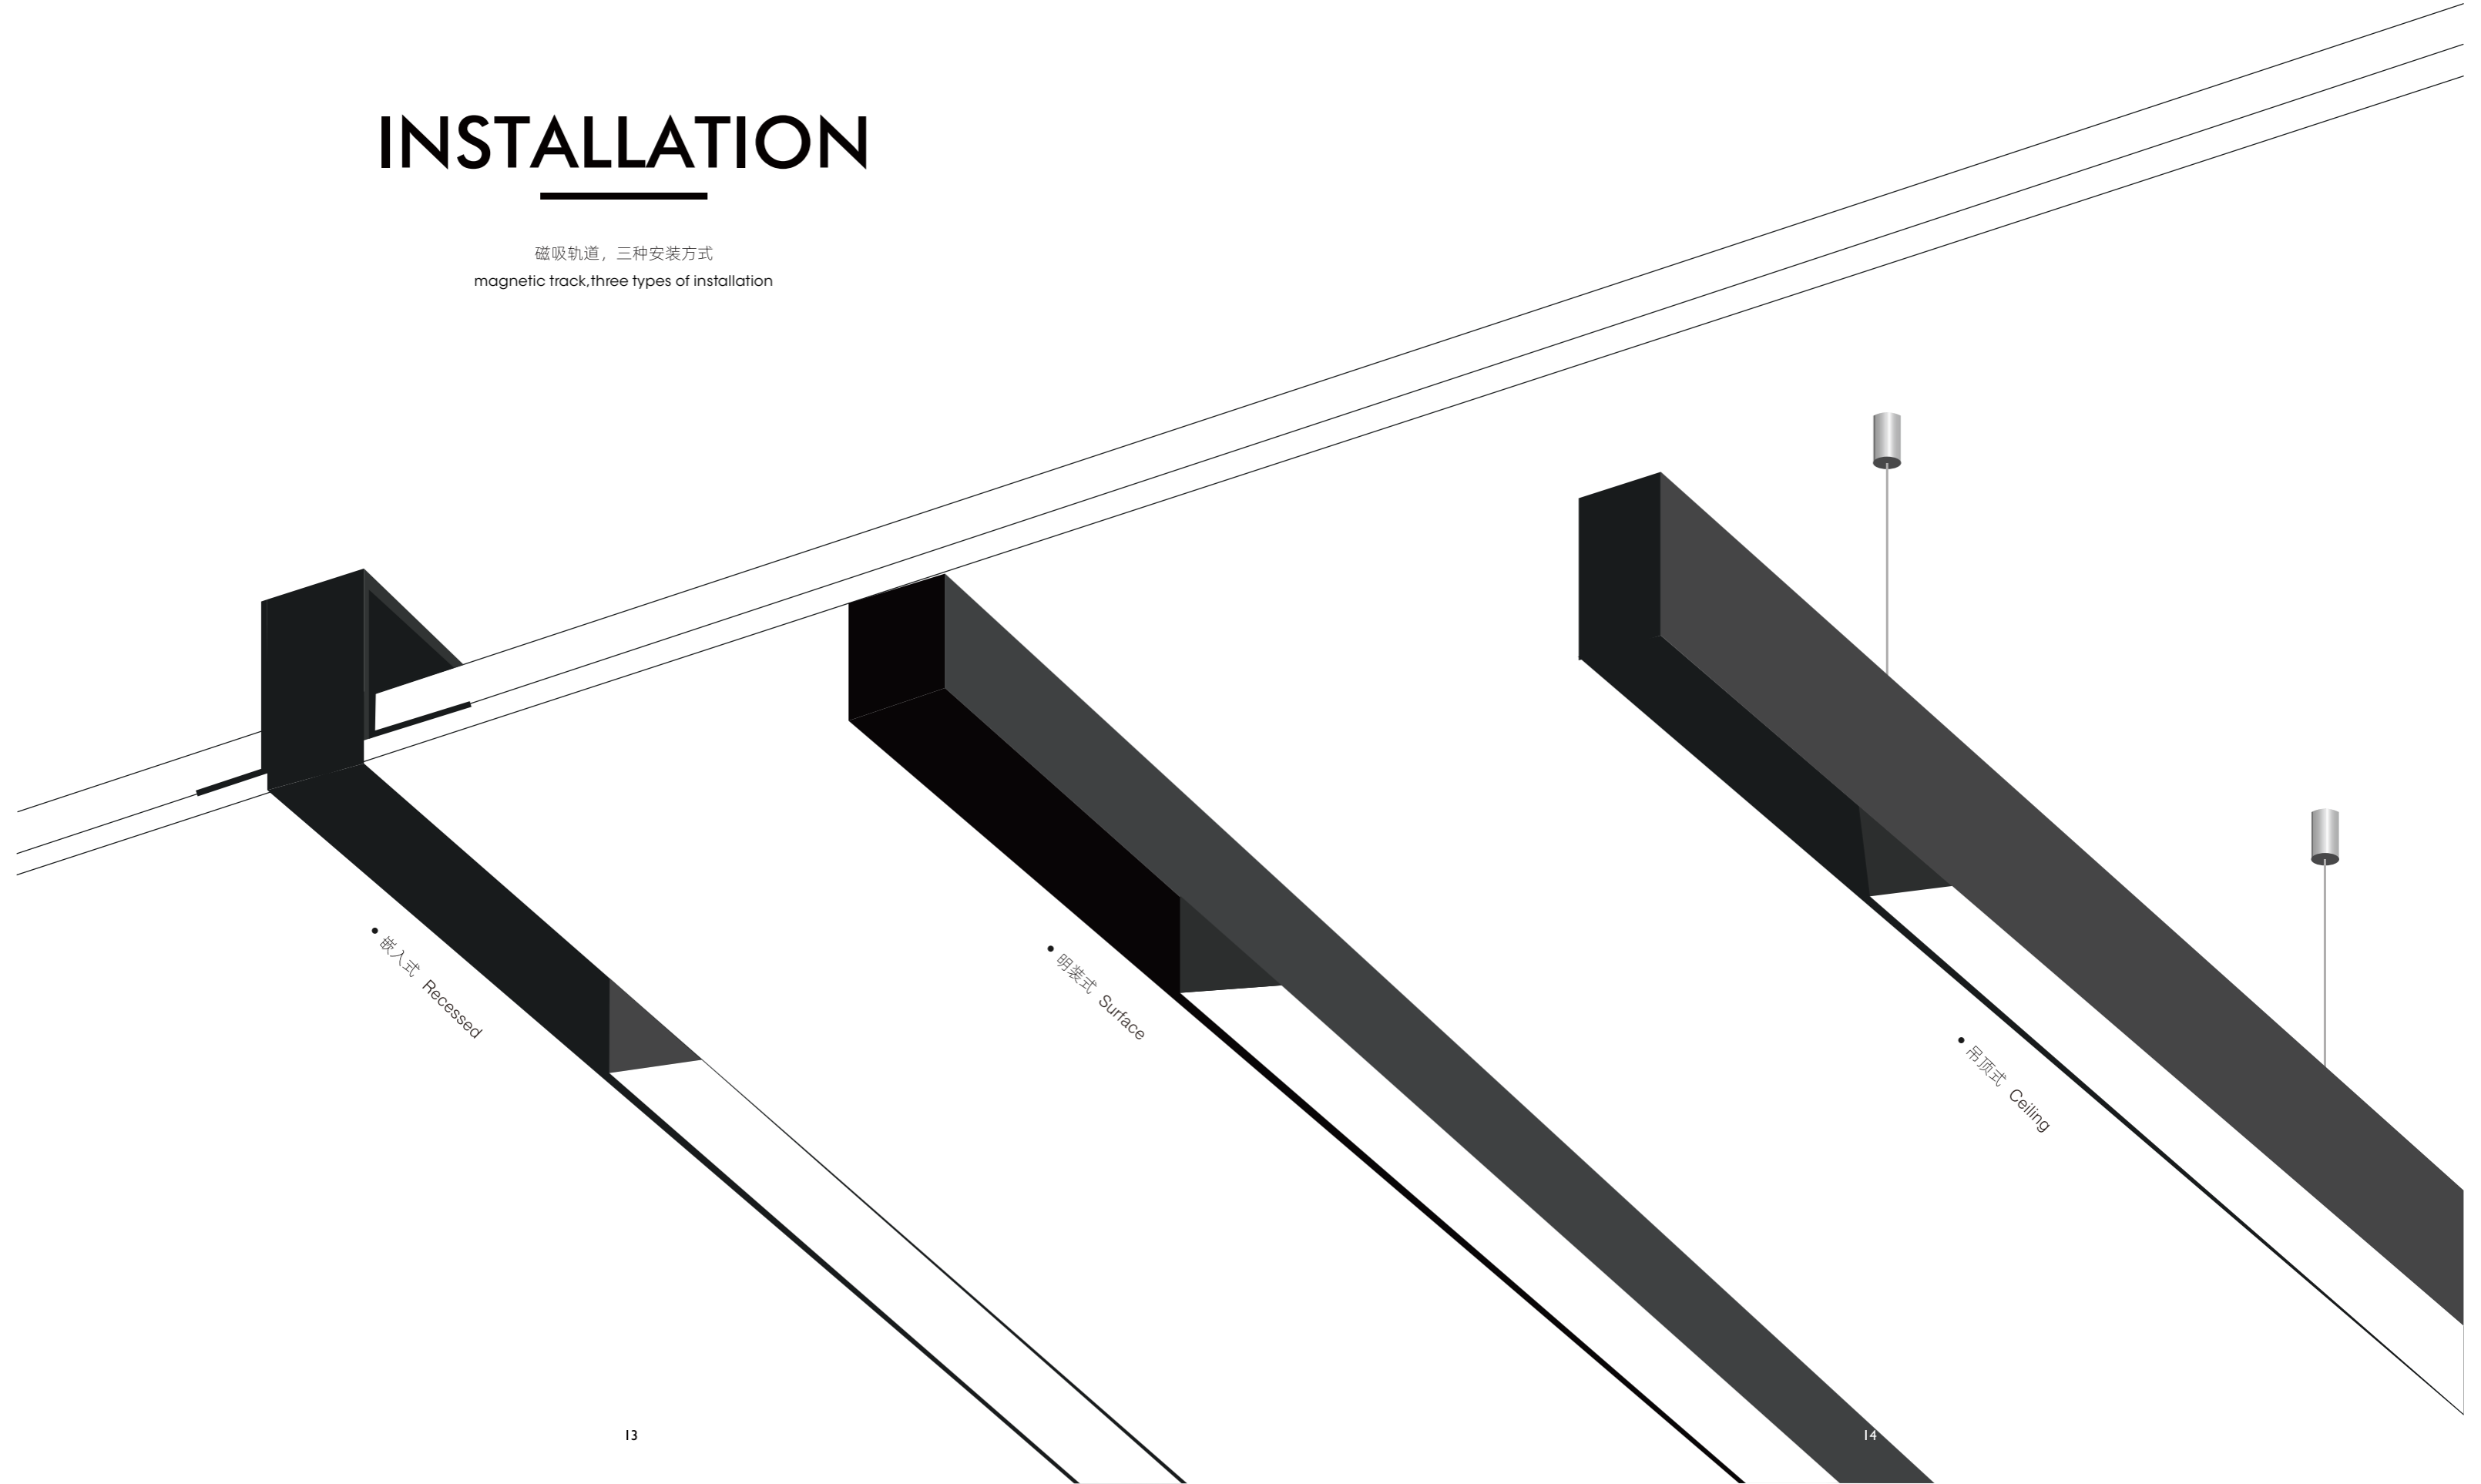 INSTALLATION
磁吸轨道，三种安装方式
magnetic track,three types of installation
嵌入式 Recessed
明装式 Surface
吊顶式 Ceiling
13
14